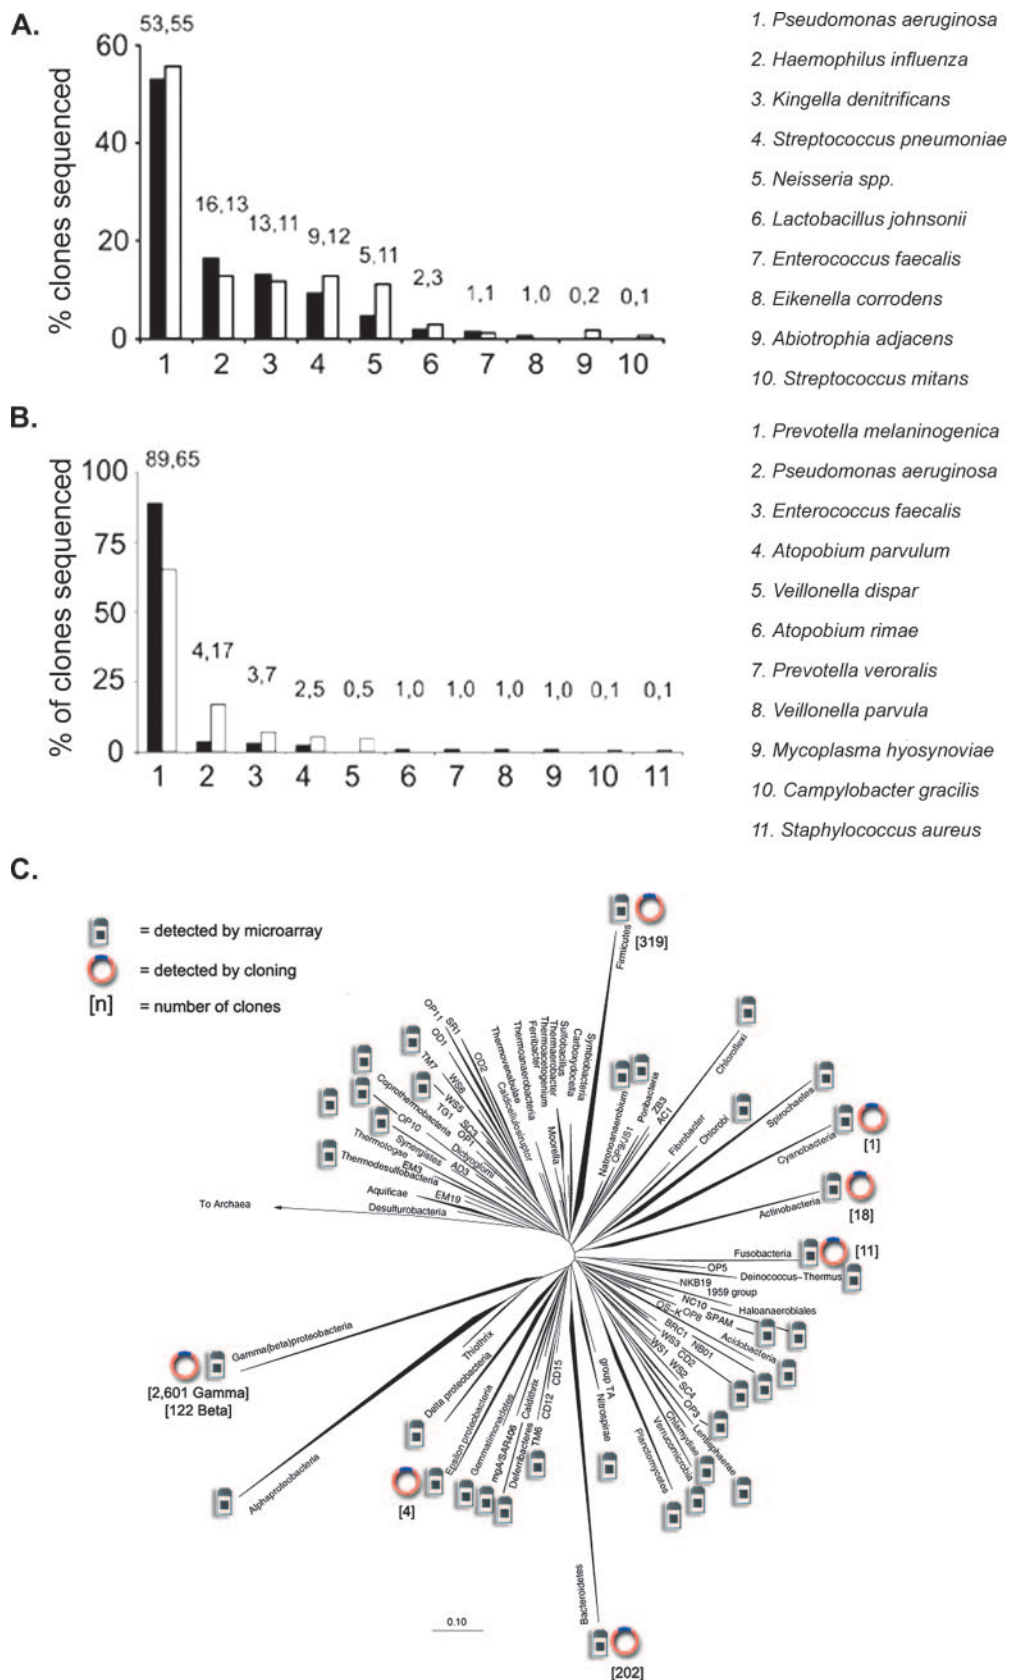 A.
53,55
60
40
20
0
% clones sequenced
16,13
13,11
9,12
5,11
2,3
1,1
1,0
0,2
0,1
1 2 3 4 5 6 7 8 9 10
1. Pseudomonas aeruginosa
2. Haemophilus influenza
3. Kingella denitrificans
4. Streptococcus pneumoniae
5. Neisseria spp.
6. Lactobacillus johnsonii
7. Enterococcus faecalis
8. Eikenella corrodens
9. Abiotrophia adjacens
10. Streptococcus mitans
B.
89,65
100
75
50
25
0
% of clones sequenced
4,17
3,7
2,5
0,5
1,0
1,0
1,0
1,0
0,1
0,1
1 2 3 4 5 6 7 8 9 10 11
1. Prevotella melaninogenica
2. Pseudomonas aeruginosa
3. Enterococcus faecalis
4. Atopobium parvulum
5. Veillonella dispar
6. Atopobium rimae
7. Prevotella veroralis
8. Veillonella parvula
9. Mycoplasma hyosynoviae
10. Campylobacter gracilis
11. Staphylococcus aureus
C.
= detected by microarray
= detected by cloning
[n] = number of clones
Firmicutes
[319]
OP11
SR1
OD1
OD2
TM7
WS6
WS5
TG1
SC3
OP1
Coprothermobacteria
OP10
Synergistes
Dictyoglomi
AD3
Thermotogae
EM3
Thermodesulfobacteria
Aquificae
EM19
Desulfurobacteria
To Archaea
Thermovenabulae
Caldicellulosiruptor
Thermoanaerobacteria
Ferribacter
Thermoacetogenium
Thermaerobacter
Sulfobacillus
Carboxydocella
Symbiobacteria
Moorella
Natronoanaerobium
OP9/JS1
Poribacteria
ZB3
AC1
Chloroflexi
Fibrobacter
Chlorobi
Spirochaetes
Cyanobacteria
[1]
Actinobacteria
[18]
Fusobacteria
[11]
OP5
Deinococcus-Thermus
NKB19
1959 group
Haloanaerobiales
NC10
SPAM
OP8
OS-K
Acidobacteria
BRC1
NB01
WS3
CD2
WS1
WS2
SCA
OP3
Lentisphaerae
Chlamydiae
Verrucomicrobia
Planctomycetes
group TA
Nitrospirae
Bacteroidetes
[202]
CD15
CD12
TM6
Caldithrix
Deferribacteres
mgA/SAR406
Gemmatimonadetes
Epsilon proteobacteria
[4]
Delta proteobacteria
Thiothrix
Alphaproteobacteria
Gamma(beta)proteobacteria
[2,601 Gamma]
[122 Beta]
0.10